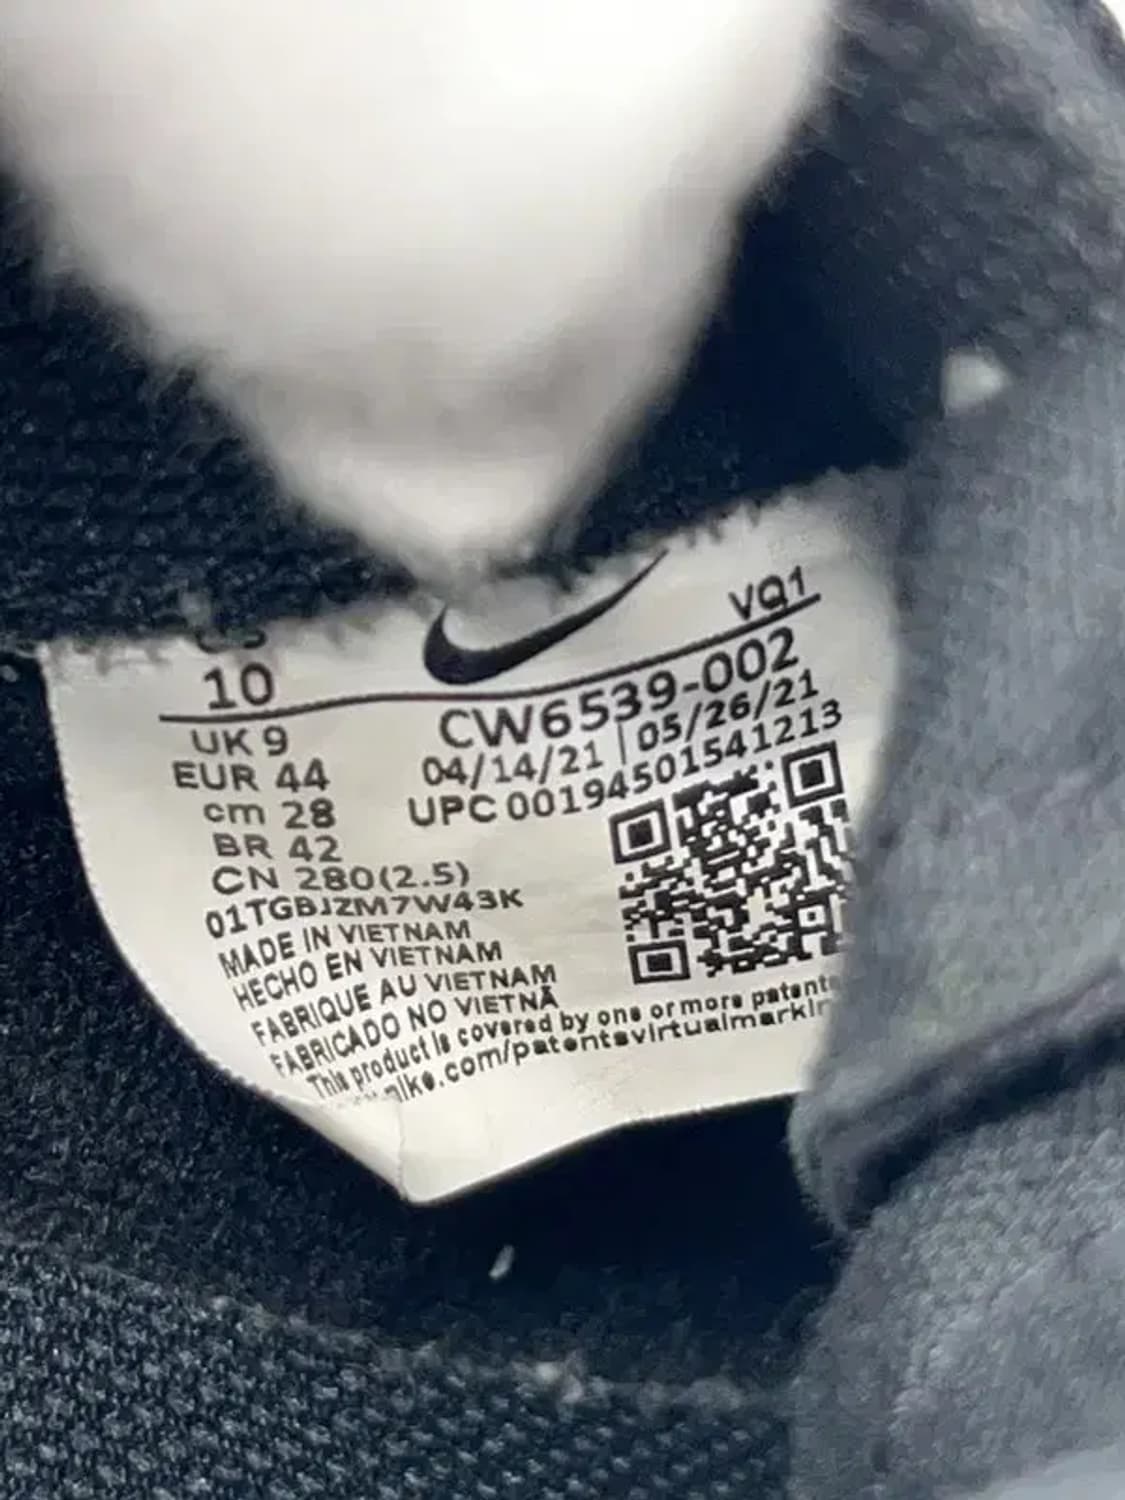 VQ1
10
CW6539-002
UK 9
04/14/21 | 05/26/21
EUR 44
UPC 00194501541213
cm 28
BR 42
CN 280(2.5)
01TGBJZM7W43K
MADE IN VIETNAM
HECHO EN VIETNAM
FABRIQUE AU VIETNAM
FABRICADO NO VIETNÃ
This product is covered by one or more patents
nike.com/patentsvirtualmarkin